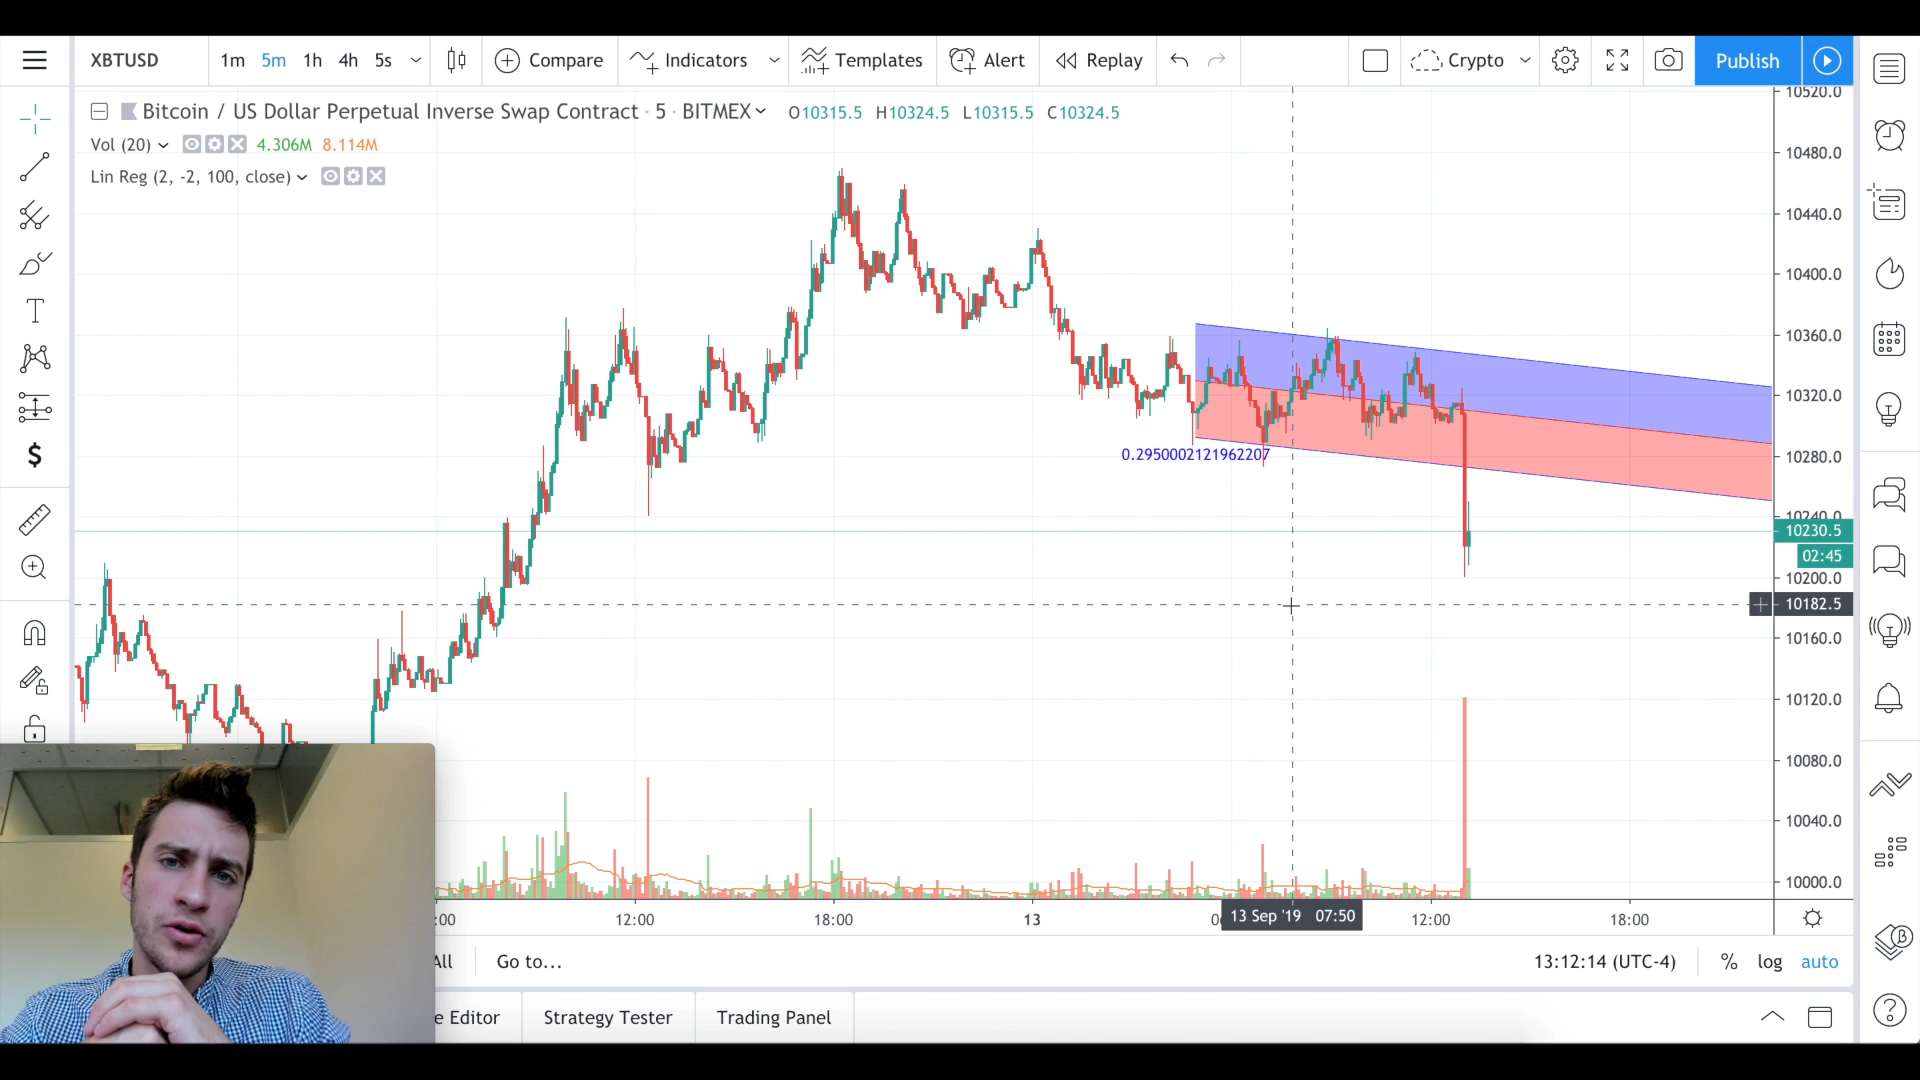 XBTUSD 1m 5m 1h 4h 5s Compare Indicators Templates Alert Replay Crypto Publish
Bitcoin / US Dollar Perpetual Inverse Swap Contract · 5 · BITMEX O10315.5 H10324.5 L10315.5 C10324.5
Vol (20) 4.306M 8.114M
Lin Reg (2, -2, 100, close)
10520.0
10480.0
10440.0
10400.0
10360.0
10320.0
0.2950002121962207
10280.0
10240.0
10230.5
02:45
10200.0
10182.5
10160.0
10120.0
10080.0
10040.0
10000.0
:00 12:00 18:00 13 13 Sep '19 07:50 12:00 18:00
All Go to... 13:12:14 (UTC-4) % log auto
e Editor Strategy Tester Trading Panel